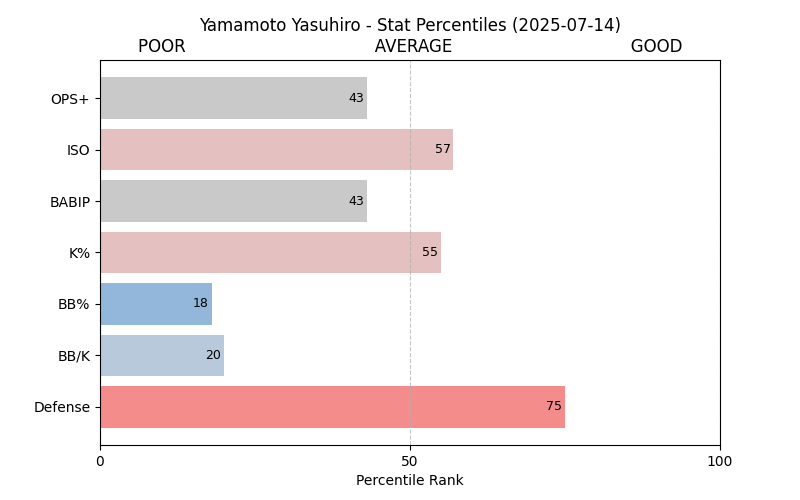 Yamamoto Yasuhiro - Stat Percentiles (2025-07-14)
POOR AVERAGE GOOD
OPS+ 43
ISO 57
BABIP 43
K% 55
BB% 18
BB/K 20
Defense 75
0 50 100
Percentile Rank